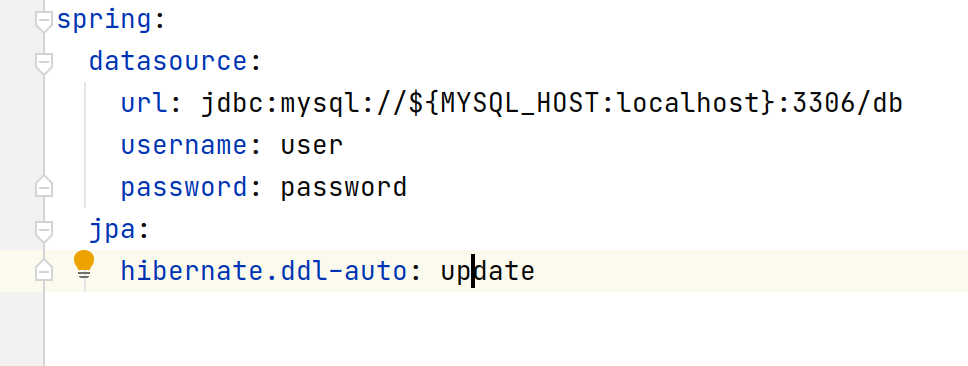 spring:
  datasource:
    url: jdbc:mysql://${MYSQL_HOST:localhost}:3306/db
    username: user
    password: password
  jpa:
    hibernate.ddl-auto: update